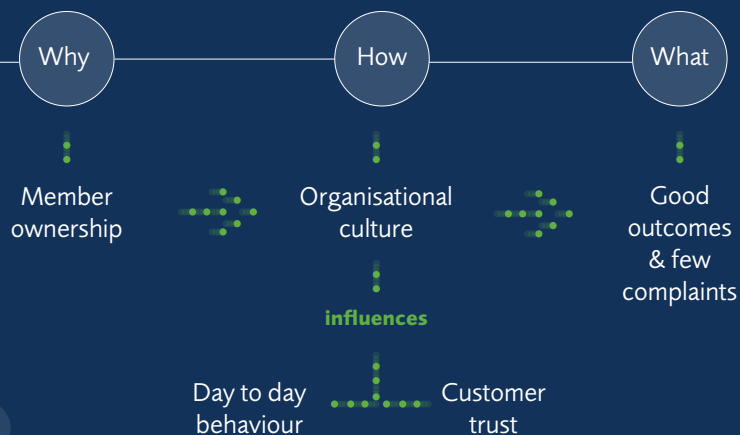 Why
How
What
Member
ownership
Organisational
culture
Good
outcomes
& few
complaints
influences
Day to day
behaviour
Customer
trust